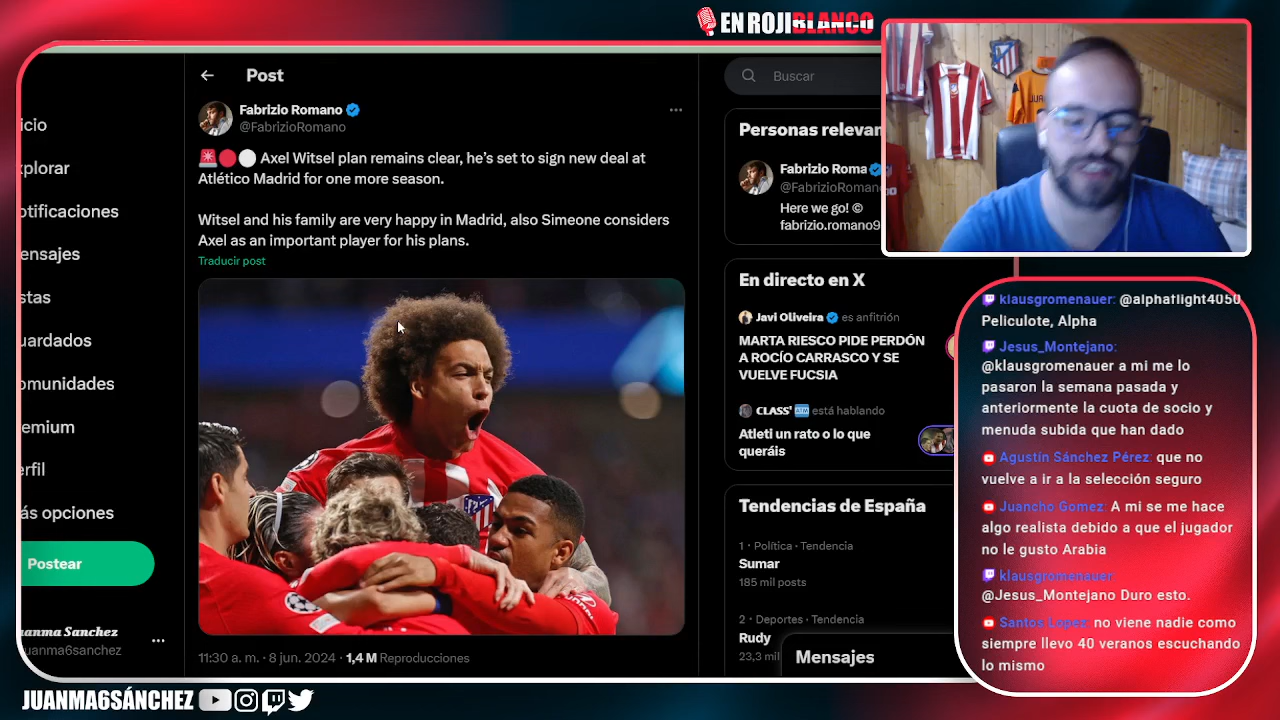 EN ROJIBLANCO
Post
Buscar
Fabrizio Romano
@FabrizioRomano
Axel Witsel plan remains clear, he's set to sign new deal at
Atlético Madrid for one more season.
Witsel and his family are very happy in Madrid, also Simeone considers
Axel as an important player for his plans.
Traducir post
11:30 a. m. · 8 jun. 2024 · 1,4 M Reproducciones
icio
xplorar
otificaciones
ensajes
stas
uardados
omunidades
remium
erfil
ás opciones
Postear
uanma Sanchez
uanma6sanchez
Personas relevan
Fabrizio Roma
@FabrizioRoman
Here we go! ©
fabrizio.romano9
En directo en X
Javi Oliveira es anfitrión
MARTA RIESCO PIDE PERDÓN
A ROCÍO CARRASCO Y SE
VUELVE FUCSIA
CLASS' ATM está hablando
Atleti un rato o lo que
queráis
Tendencias de España
1 · Política · Tendencia
Sumar
185 mil posts
2 · Deportes · Tendencia
Rudy
23,3 mil
Mensajes
klausgromenauer: @alphaflight4050
Peliculote, Alpha
Jesus_Montejano:
@klausgromenauer a mi me lo
pasaron la semana pasada y
anteriormente la cuota de socio y
menuda subida que han dado
Agustín Sánchez Pérez: que no
vuelve a ir a la selección seguro
Juancho Gomez: A mi se me hace
algo realista debido a que el jugador
no le gusto Arabia
klausgromenauer:
@Jesus_Montejano Duro esto.
Santos Lopez: no viene nadie como
siempre llevo 40 veranos escuchando
lo mismo
JUANMA6SÁNCHEZ